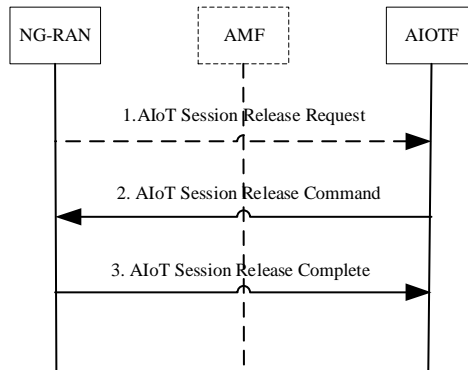 NG-RAN
AMF
AIOTF
1.AIoT Session Release Request
2. AIoT Session Release Command
3. AIoT Session Release Complete